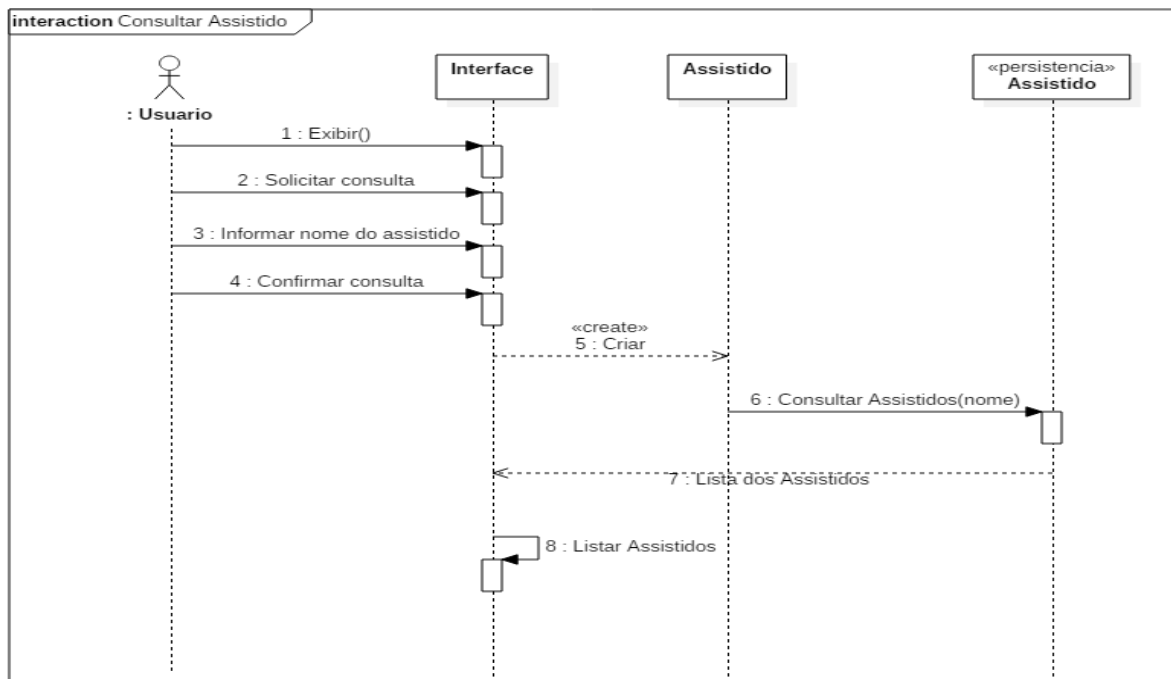 interaction Consultar Assistido
Interface
Assistido
«persistencia»
Assistido
: Usuario
1 : Exibir()
2 : Solicitar consulta
3 : Informar nome do assistido
4 : Confirmar consulta
«create»
5 : Criar
6 : Consultar Assistidos(nome)
7 : Lista dos Assistidos
8 : Listar Assistidos